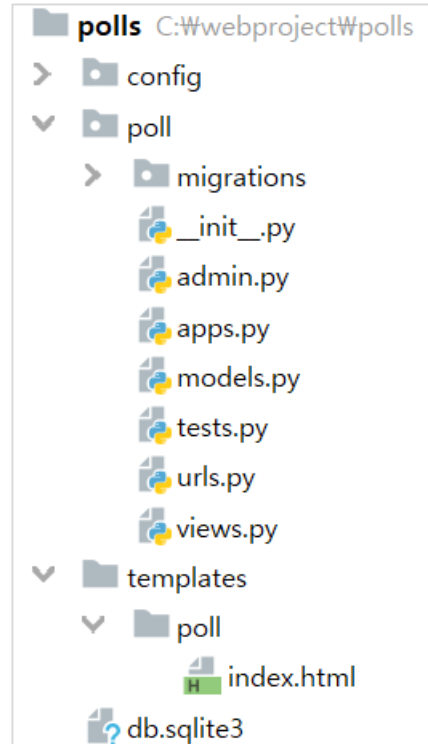 polls C:₩webproject₩polls
config
poll
migrations
__init__.py
admin.py
apps.py
models.py
tests.py
urls.py
views.py
templates
poll
H index.html
? db.sqlite3